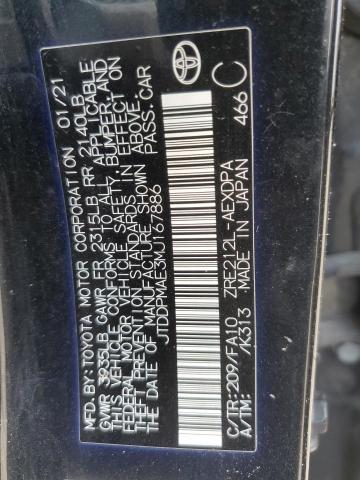 MFD. BY: TOYOTA MOTOR CORPORATION 01/21
GVWR 3935LB GAWR FR 2315LB RR 2140LB
THIS VEHICLE CONFORMS TO ALL APPLICABLE
FEDERAL MOTOR VEHICLE SAFETY, BUMPER, AND
THEFT PREVENTION STANDARDS IN EFFECT ON
THE DATE OF MANUFACTURE SHOWN ABOVE.
JTDDPMAE3MJ167886 PASS. CAR
C/TR: 209/FA10 ZRE212L-AEXDPA
A/TM: /K313 MADE IN JAPAN 466 C